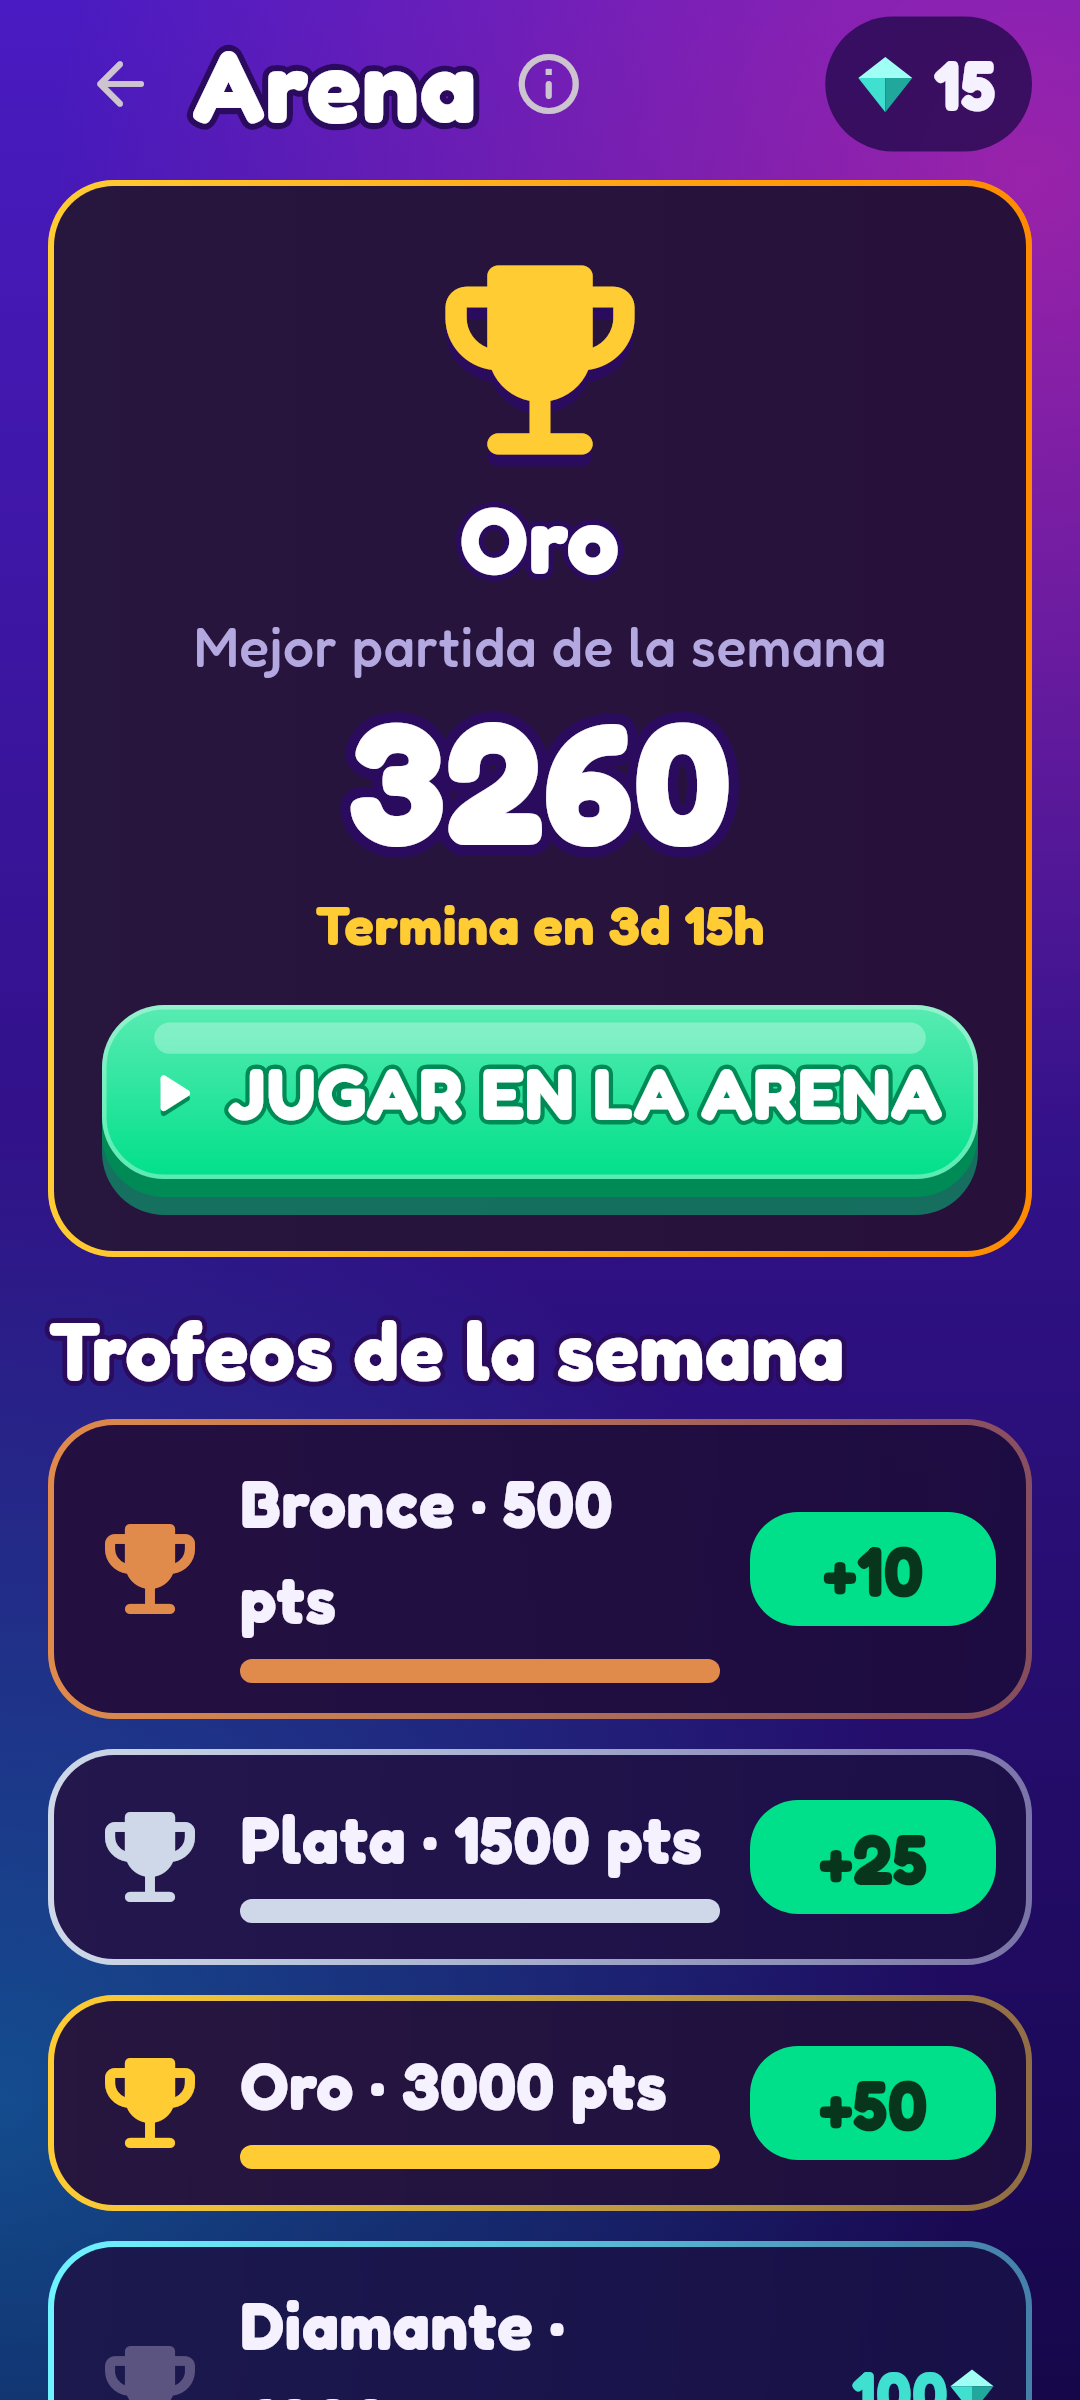 Arena
15
Oro
Mejor partida de la semana
3260
Termina en 3d 15h
JUGAR EN LA ARENA
Trofeos de la semana
Bronce · 500
pts
+10
Plata · 1500 pts
+25
Oro · 3000 pts
+50
Diamante ·
100